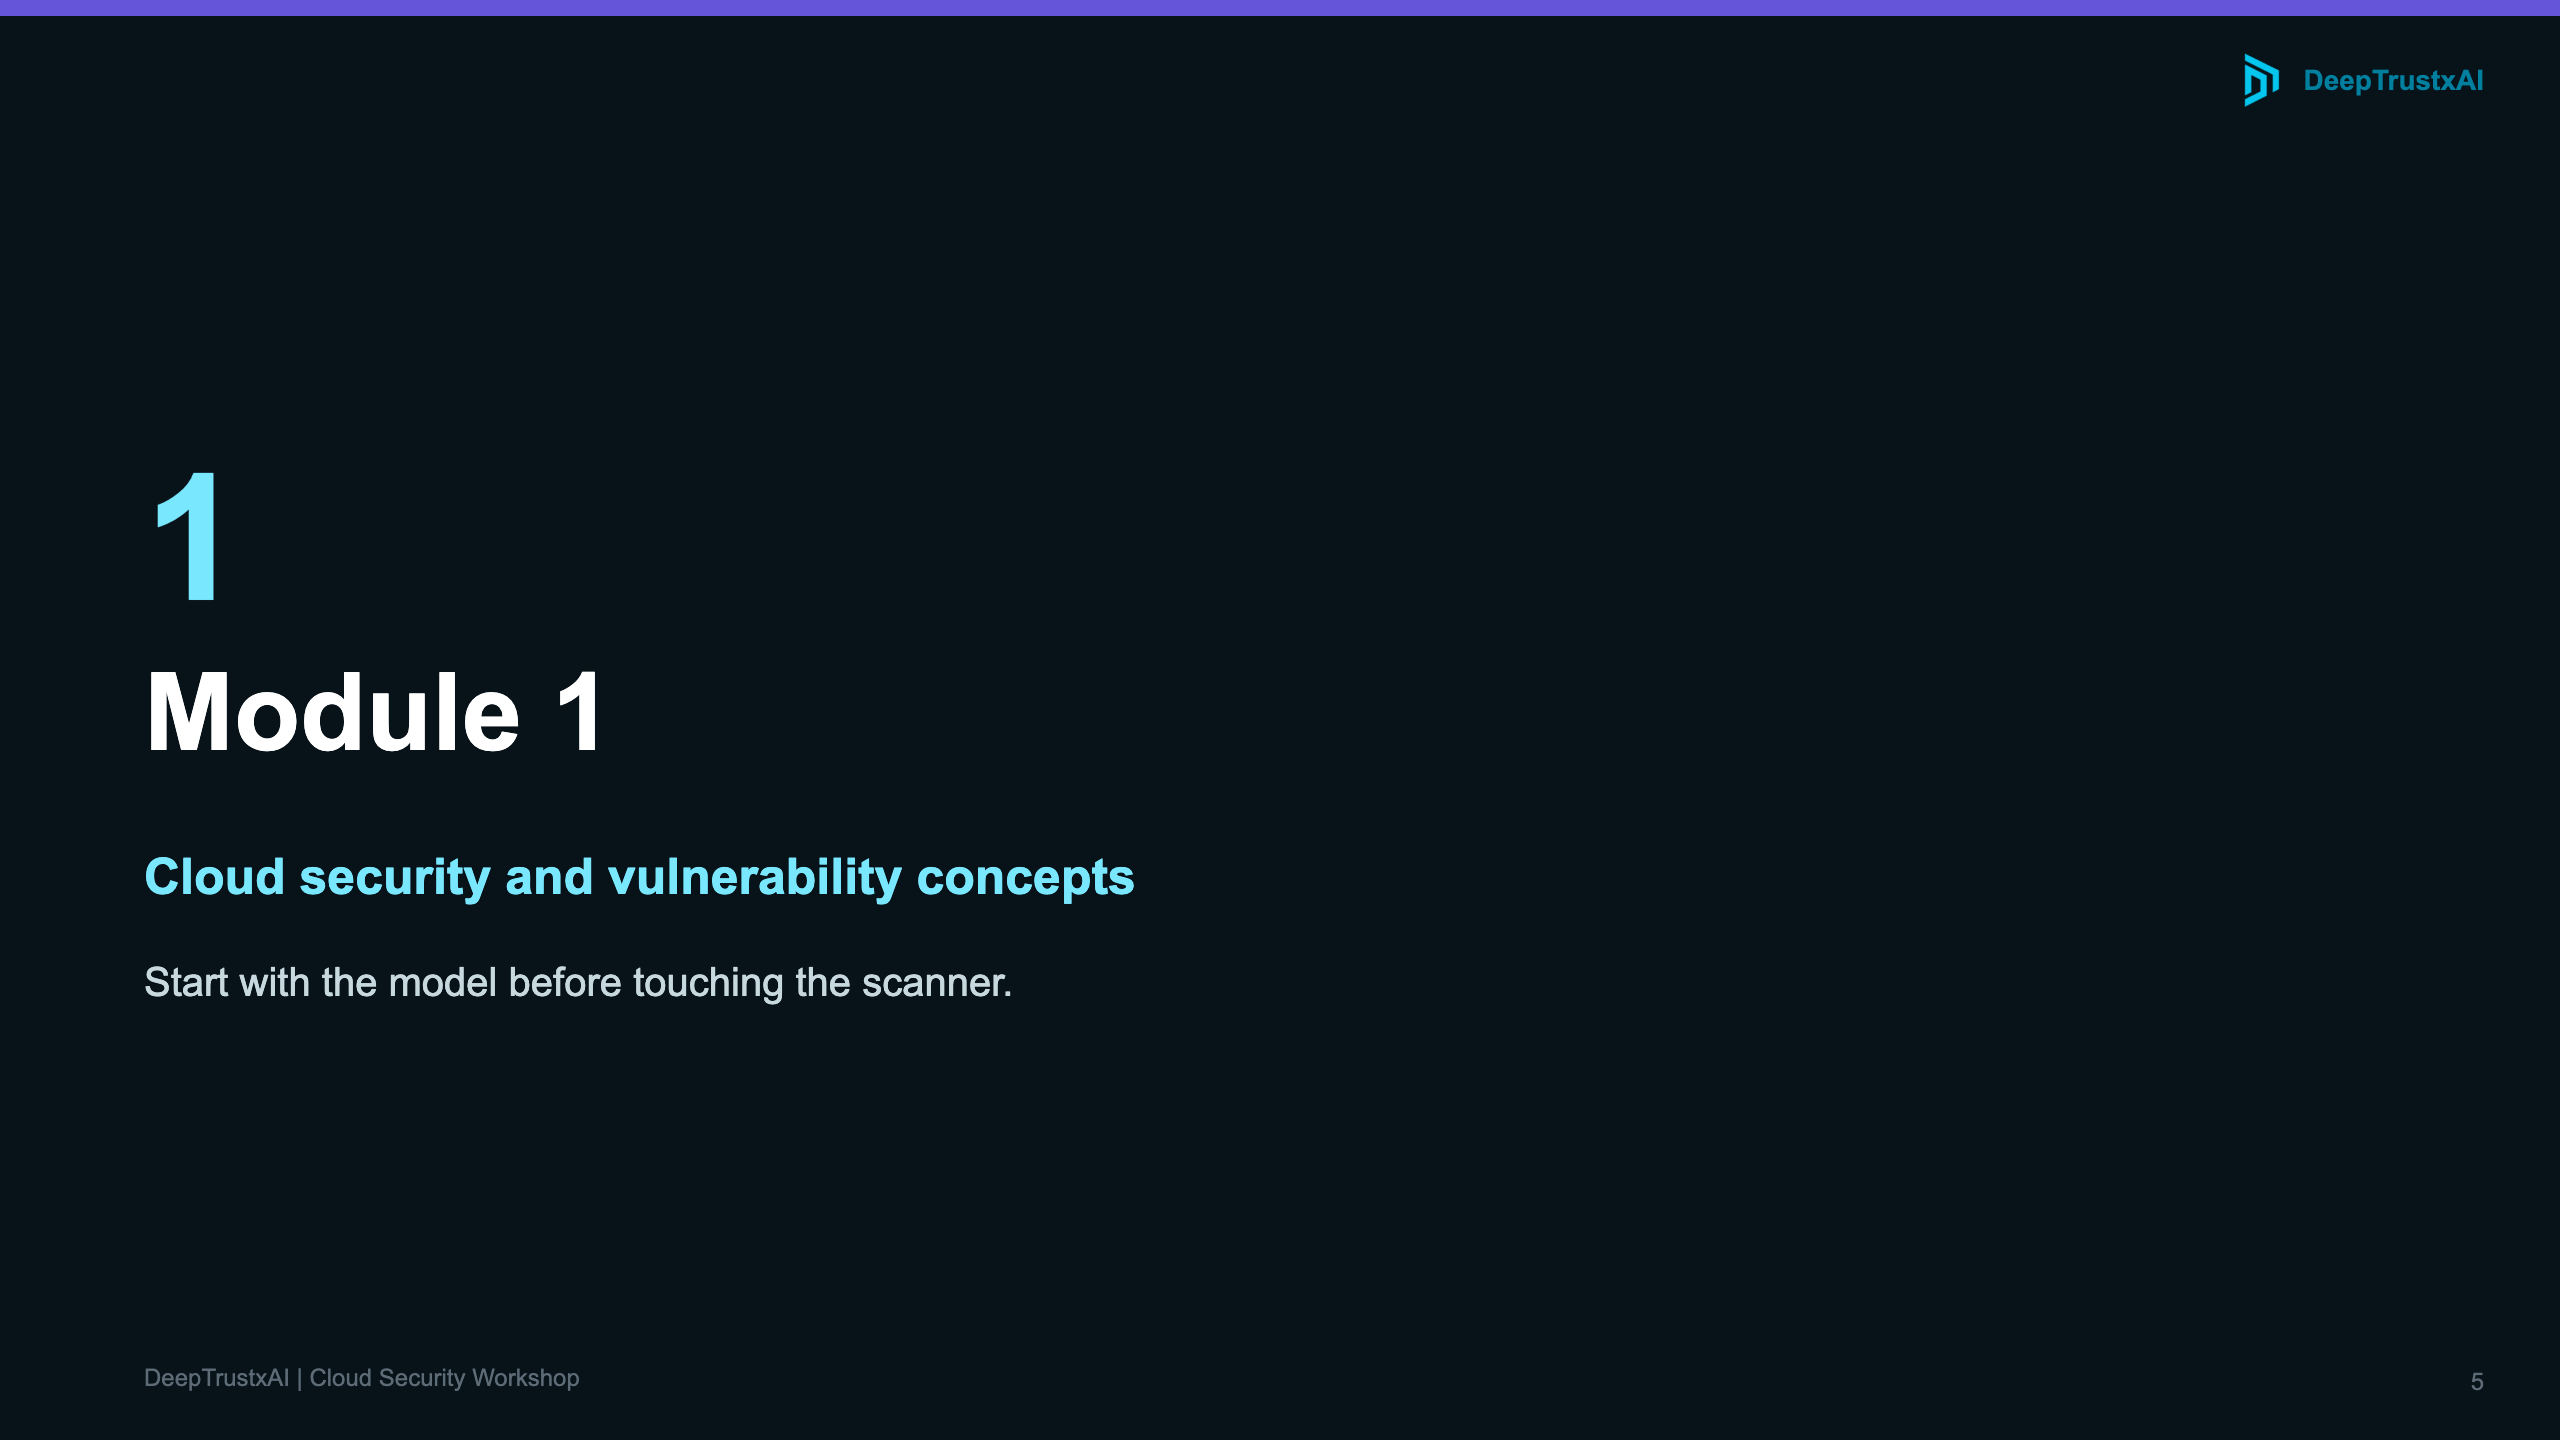 DeepTrustxAI
1
Module 1
Cloud security and vulnerability concepts
Start with the model before touching the scanner.
DeepTrustxAI | Cloud Security Workshop
5